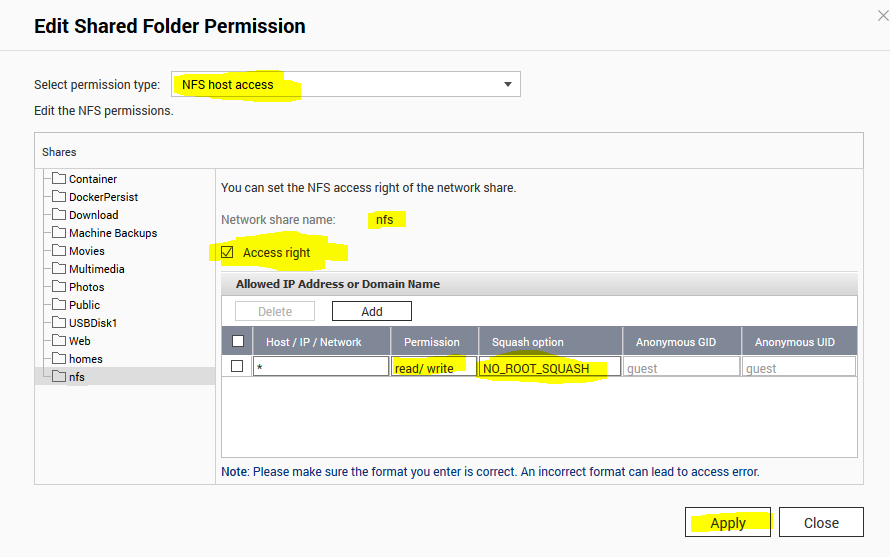 Edit Shared Folder Permission
Select permission type: NFS host access
Edit the NFS permissions.
Shares
Container
DockerPersist
Download
Machine Backups
Movies
Multimedia
Photos
Public
USBDisk1
Web
homes
nfs
You can set the NFS access right of the network share.
Network share name: nfs
Access right
Allowed IP Address or Domain Name
Delete Add
Host / IP / Network Permission Squash option Anonymous GID Anonymous UID
* read/ write NO_ROOT_SQUASH guest guest
Note: Please make sure the format you enter is correct. An incorrect format can lead to access error.
Apply Close